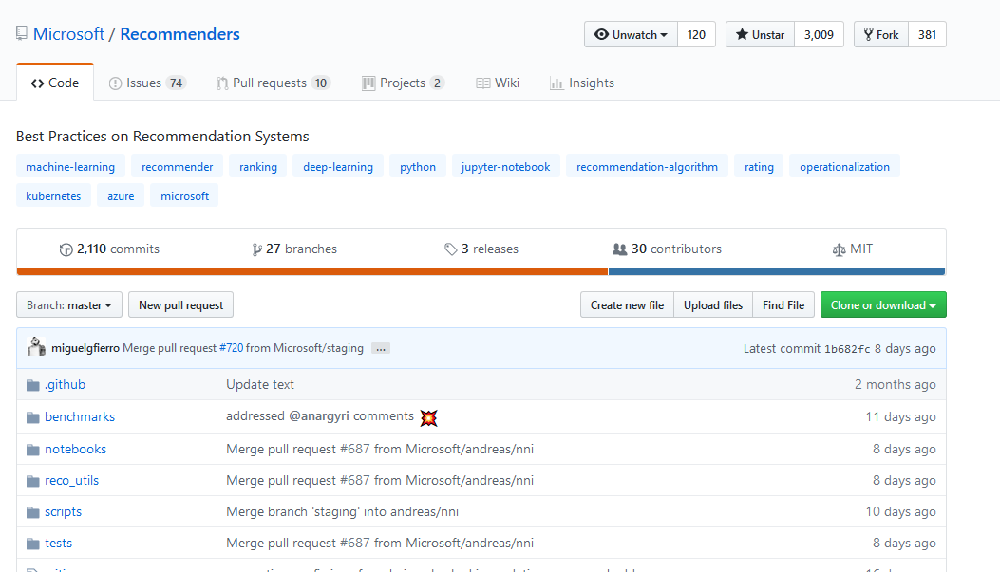 Microsoft / Recommenders Unwatch 120 Unstar 3,009 Fork 381
Code Issues 74 Pull requests 10 Projects 2 Wiki Insights
Best Practices on Recommendation Systems
machine-learning recommender ranking deep-learning python jupyter-notebook recommendation-algorithm rating operationalization
kubernetes azure microsoft
2,110 commits 27 branches 3 releases 30 contributors MIT
Branch: master New pull request Create new file Upload files Find File Clone or download
miguelgfierro Merge pull request #720 from Microsoft/staging ... Latest commit 1b682fc 8 days ago
.github Update text 2 months ago
benchmarks addressed @anargyri comments 11 days ago
notebooks Merge pull request #687 from Microsoft/andreas/nni 8 days ago
reco_utils Merge pull request #687 from Microsoft/andreas/nni 8 days ago
scripts Merge branch 'staging' into andreas/nni 10 days ago
tests Merge pull request #687 from Microsoft/andreas/nni 8 days ago